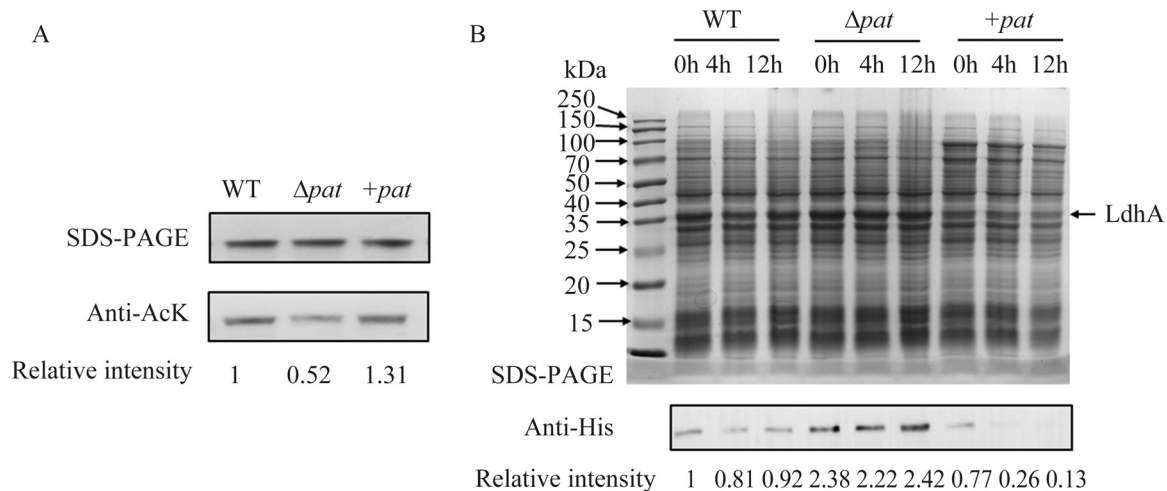 A
WT Δpat +pat
SDS-PAGE
Anti-AcK
Relative intensity 1 0.52 1.31
B
WT Δpat +pat
0h 4h 12h 0h 4h 12h 0h 4h 12h
kDa
250
150
100
70
50
40
35
LdhA
25
20
15
SDS-PAGE
Anti-His
Relative intensity 1 0.81 0.92 2.38 2.22 2.42 0.77 0.26 0.13